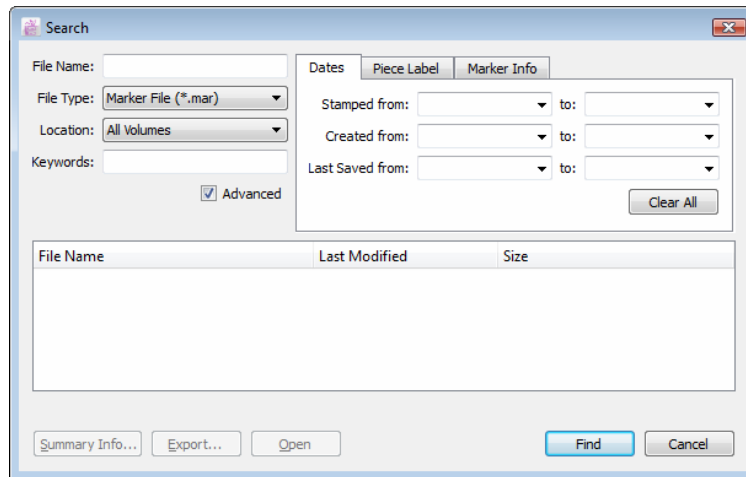 Search
File Name:
File Type: Marker File (*.mar)
Location: All Volumes
Keywords:
Advanced
Dates Piece Label Marker Info
Stamped from: to:
Created from: to:
Last Saved from: to:
Clear All
File Name Last Modified Size
Summary Info... Export... Open Find Cancel